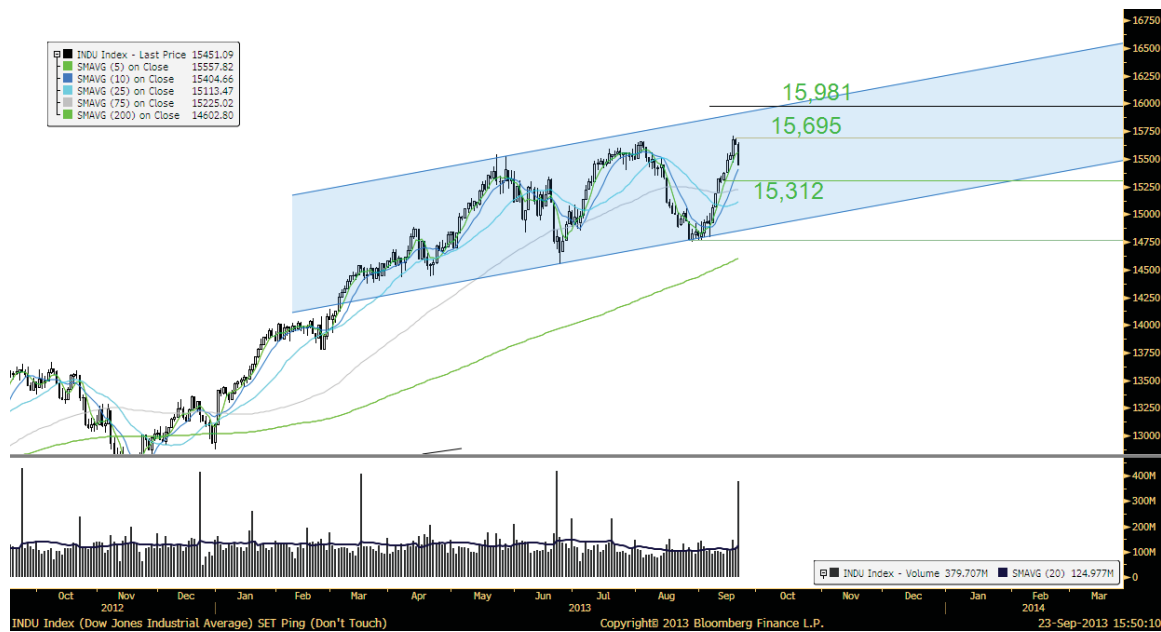 INDU Index - Last Price 15451.09
SMAVG (5) on Close 15557.82
SMAVG (10) on Close 15404.66
SMAVG (25) on Close 15113.47
SMAVG (75) on Close 15225.02
SMAVG (200) on Close 14602.80
15,981
15,695
15,312
16750
16500
16250
16000
15750
15500
15250
15000
14750
14500
14250
14000
13750
13500
13250
13000
400M
300M
200M
100M
0
INDU Index - Volume 379.707M SMAVG (20) 124.977M
Oct Nov Dec Jan Feb Mar Apr May Jun Jul Aug Sep Oct Nov Dec Jan Feb Mar
2012 2013 2014
INDU Index (Dow Jones Industrial Average) SET Ping (Don't Touch) Copyright© 2013 Bloomberg Finance L.P. 23-Sep-2013 15:50:10